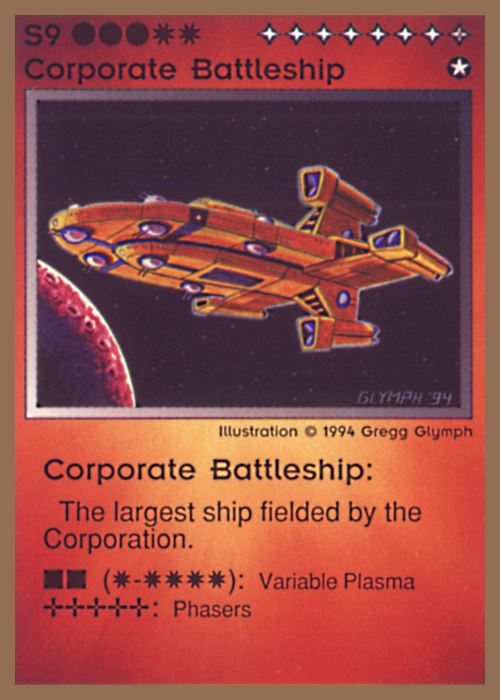 S9
Corporate Battleship
GLYMPH '94
Illustration © 1994 Gregg Glymph
Corporate Battleship:
The largest ship fielded by the
Corporation.
■■ (✷-✷✷✷✷): Variable Plasma
✛✛✛✛✛: Phasers